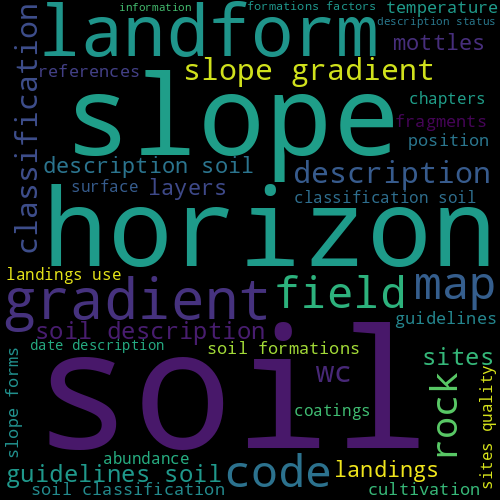 information
formations factors
temperature
landform
description status
classification
mottles
references
slope gradient
slope
chapters
fragments
position
description soil
description
surface
layers
classification soil
horizon
landings use
gradient
field
map
soil description
guidelines
date description
soil formations
sites
soil
wc
rock
slope forms
sites quality
coatings
abundance
guidelines soil
code
landings
soil classification
cultivation